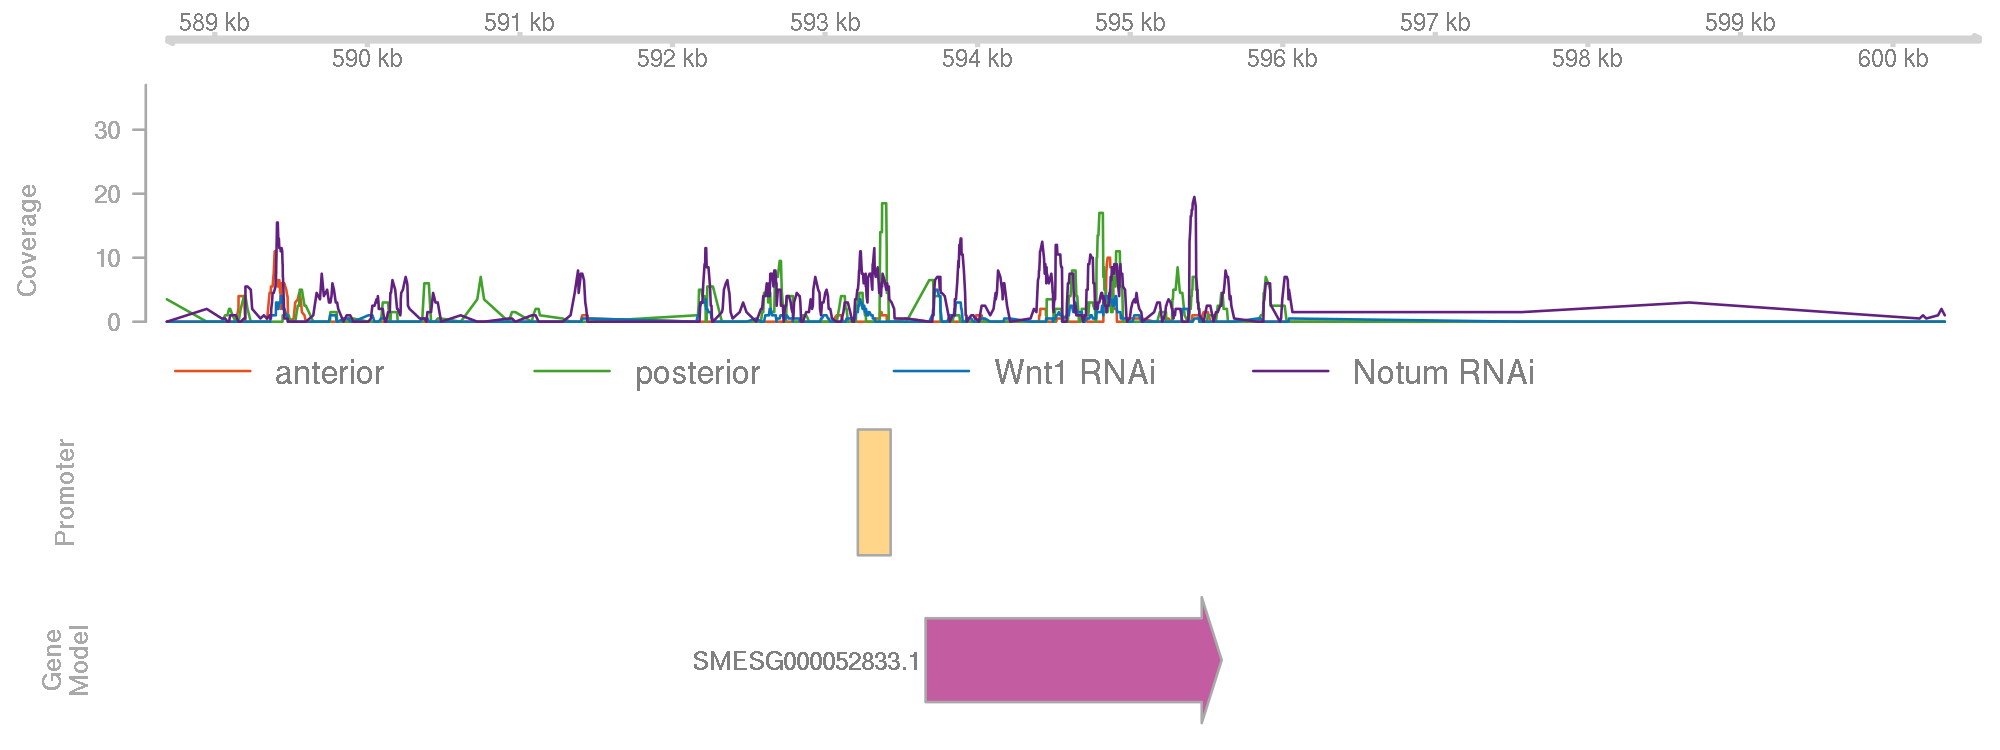 589 kb 591 kb 593 kb 595 kb 597 kb 599 kb
590 kb 592 kb 594 kb 596 kb 598 kb 600 kb
Coverage
30
20
10
0
anterior posterior Wnt1 RNAi Notum RNAi
Promoter
Gene
Model
SMESG000052833.1